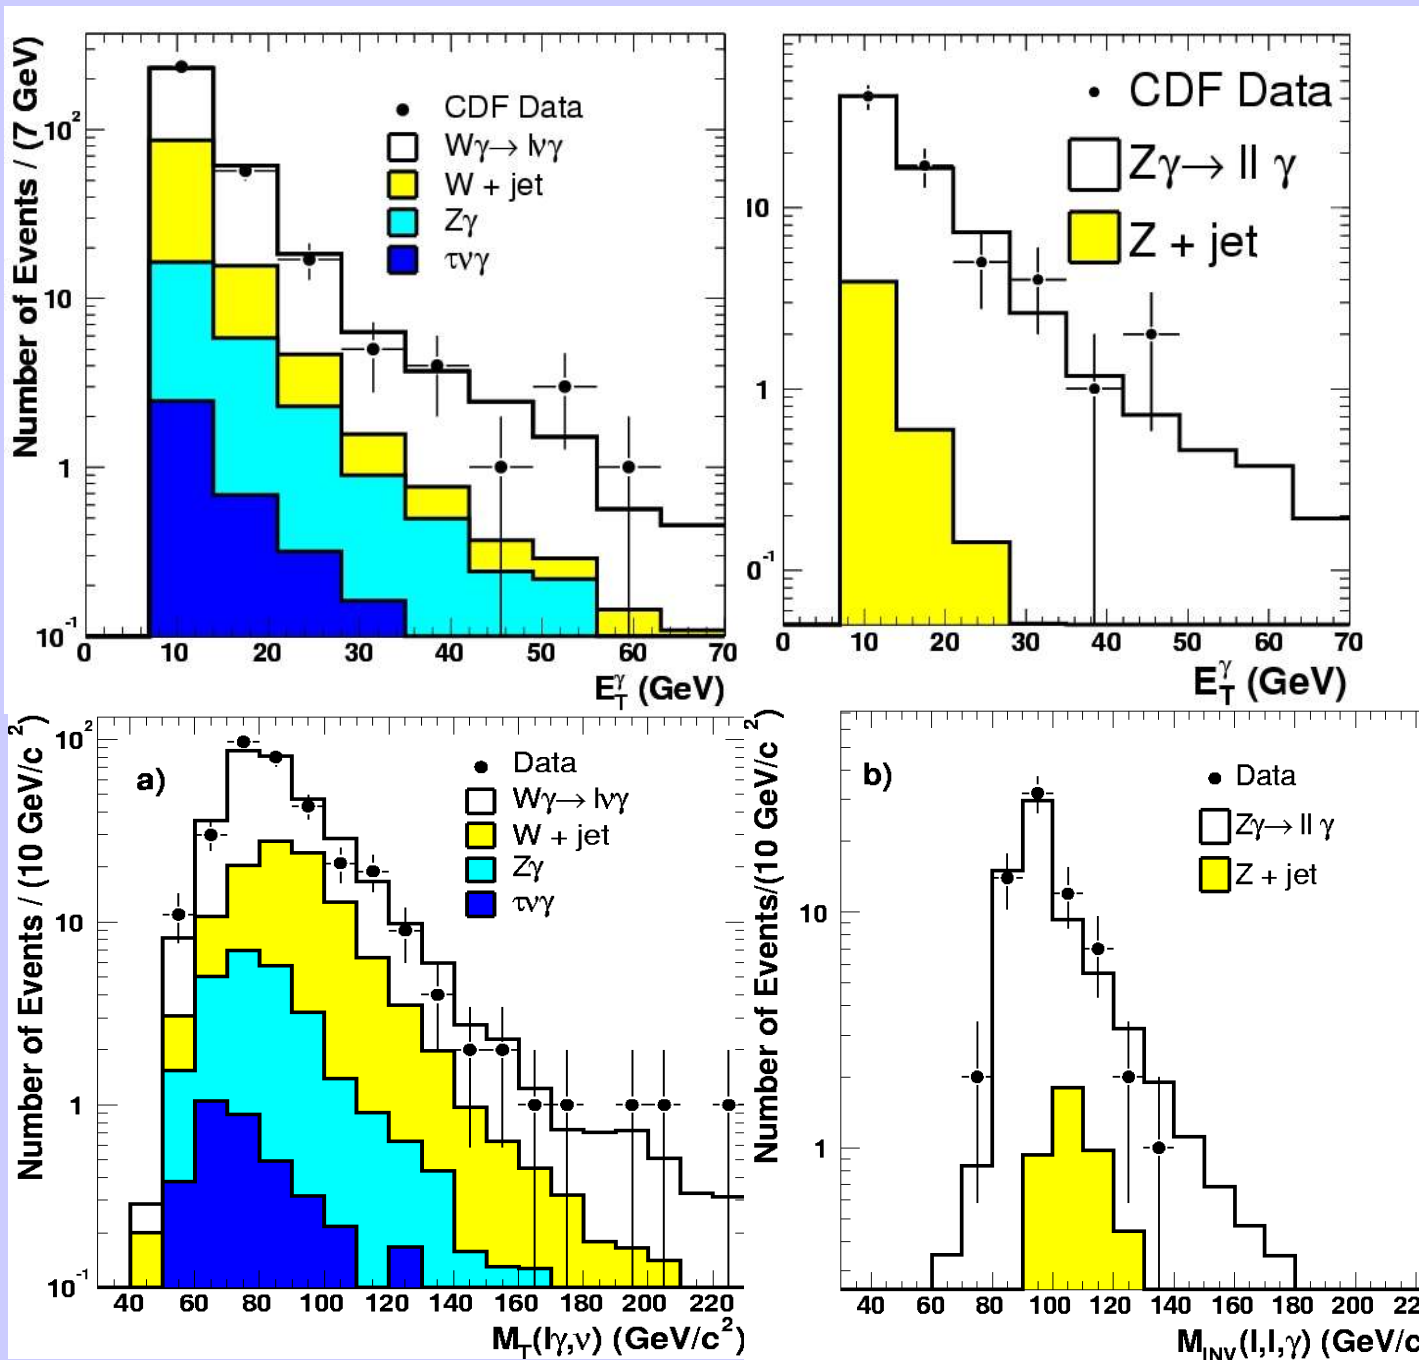 Number of Events / (7 GeV)
10²
10
1
10⁻¹
CDF Data
Wγ→ lνγ
W + jet
Zγ
τνγ
0 10 20 30 40 50 60 70
E_T^γ (GeV)
10
1
0⁻¹
CDF Data
Zγ→ ll γ
Z + jet
0 10 20 30 40 50 60 70
E_T^γ (GeV)
Number of Events / (10 GeV/c²)
10²
10
1
10⁻¹
a)
Data
Wγ→ lνγ
W + jet
Zγ
τνγ
40 60 80 100 120 140 160 180 200 220
M_T(lγ,ν) (GeV/c²)
Number of Events/(10 GeV/c²)
10
1
b)
Data
Zγ→ ll γ
Z + jet
40 60 80 100 120 140 160 180 200 22
M_INV(l,l,γ) (GeV/c